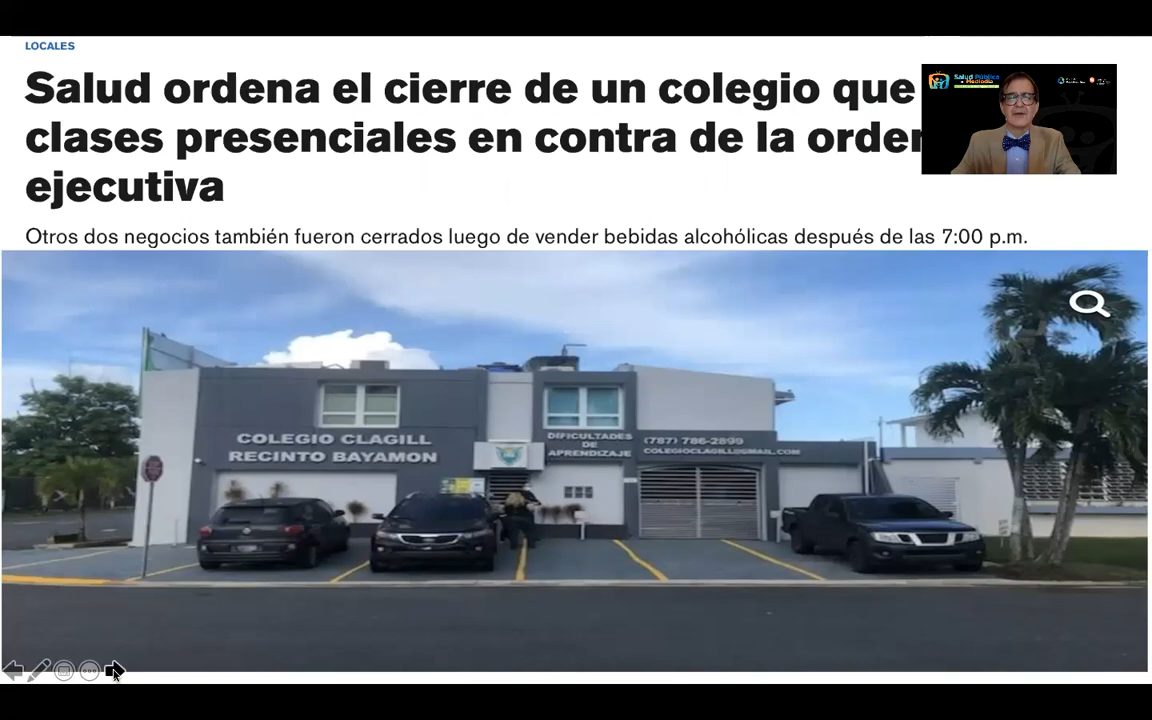 LOCALES
Salud ordena el cierre de un colegio que
clases presenciales en contra de la orden
ejecutiva
Otros dos negocios también fueron cerrados luego de vender bebidas alcohólicas después de las 7:00 p.m.
Salud Pública
COLEGIO CLAGILL
RECINTO BAYAMON
DIFICULTADES
DE
APRENDIZAJE
(787) 786-2899
COLEGIOCLAGILL@GMAIL.COM